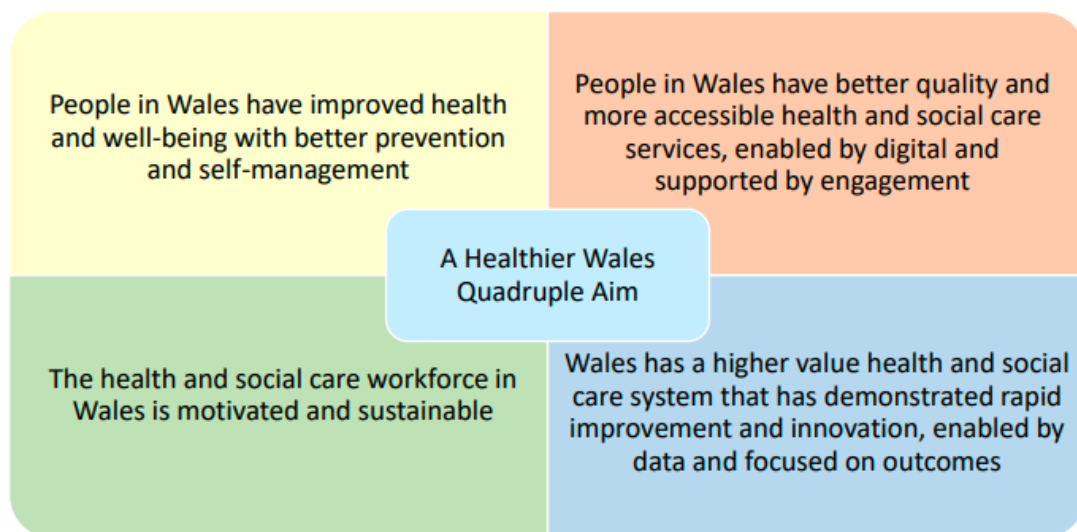 People in Wales have improved health
and well-being with better prevention
and self-management
People in Wales have better quality and
more accessible health and social care
services, enabled by digital and
supported by engagement
A Healthier Wales
Quadruple Aim
The health and social care workforce in
Wales is motivated and sustainable
Wales has a higher value health and social
care system that has demonstrated rapid
improvement and innovation, enabled by
data and focused on outcomes